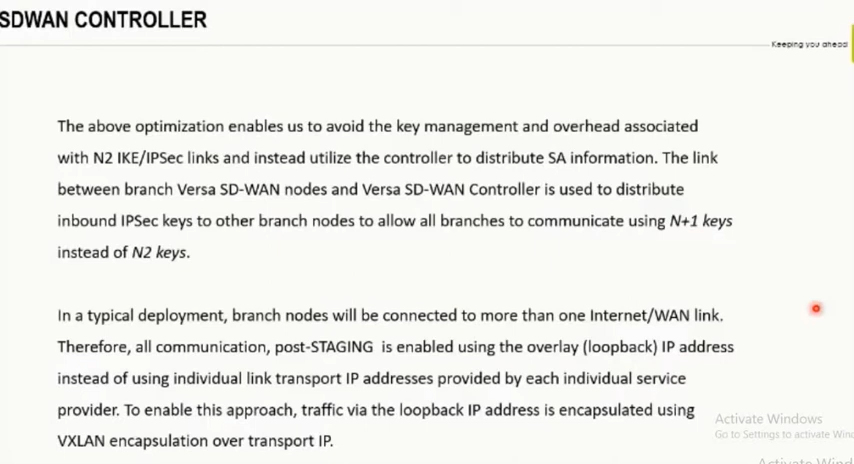 SDWAN CONTROLLER
Keeping you ahead
The above optimization enables us to avoid the key management and overhead associated
with N2 IKE/IPSec links and instead utilize the controller to distribute SA information. The link
between branch Versa SD-WAN nodes and Versa SD-WAN Controller is used to distribute
inbound IPSec keys to other branch nodes to allow all branches to communicate using N+1 keys
instead of N2 keys.
In a typical deployment, branch nodes will be connected to more than one Internet/WAN link.
Therefore, all communication, post-STAGING is enabled using the overlay (loopback) IP address
instead of using individual link transport IP addresses provided by each individual service
provider. To enable this approach, traffic via the loopback IP address is encapsulated using
VXLAN encapsulation over transport IP.
Activate Windows
Go to Settings to activate Win
Activate Wind